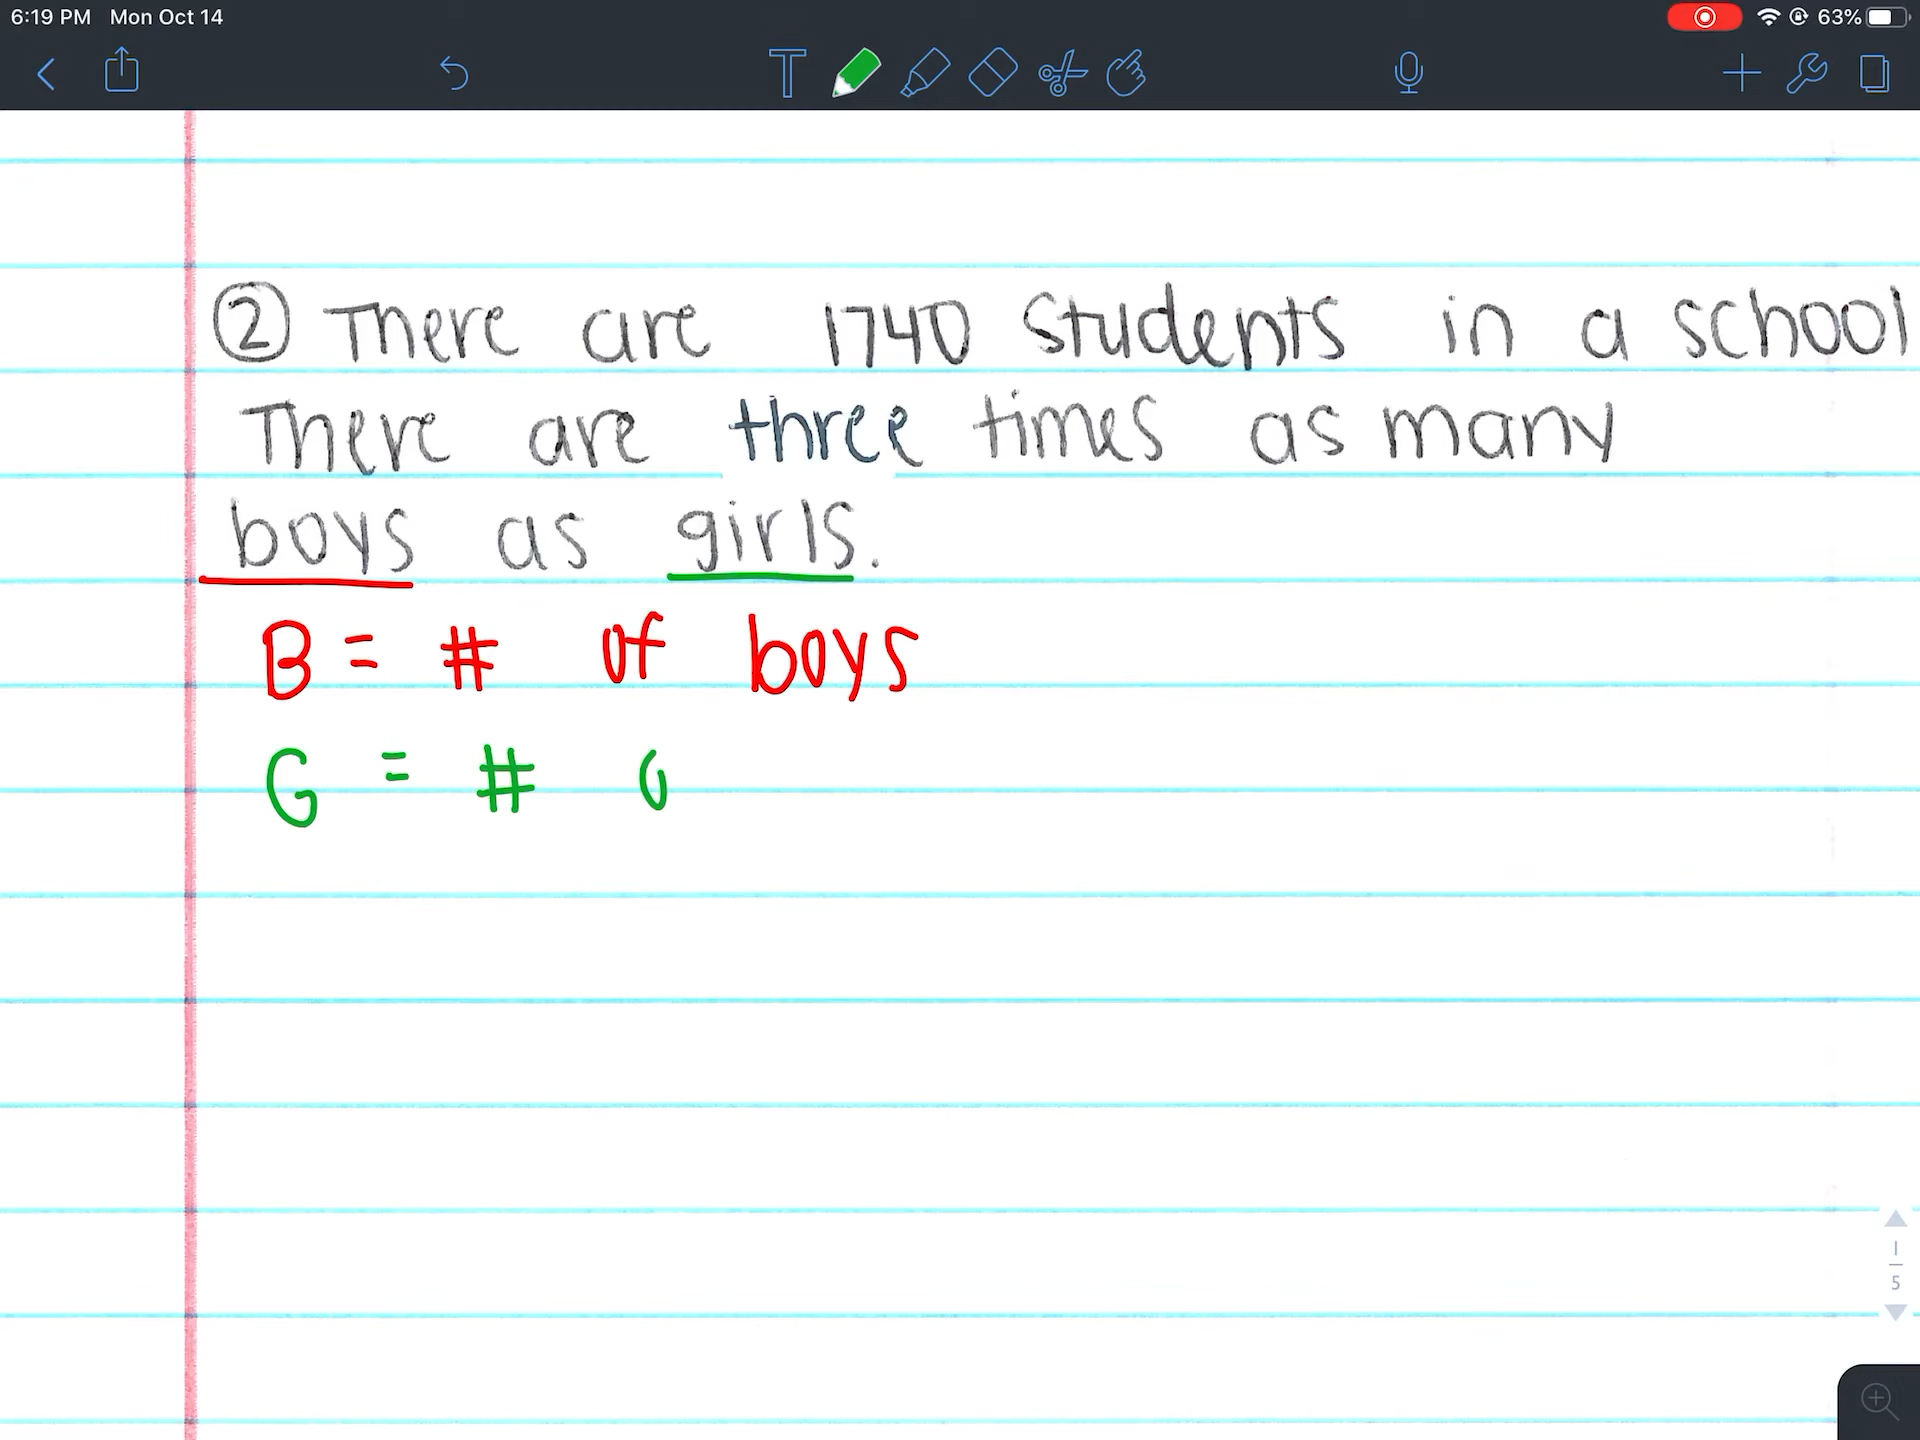 6:19 PM Mon Oct 14 63%
T
② There are 1740 students in a school
There are three times as many
boys as girls.
B = # of boys
G = # o
1
5